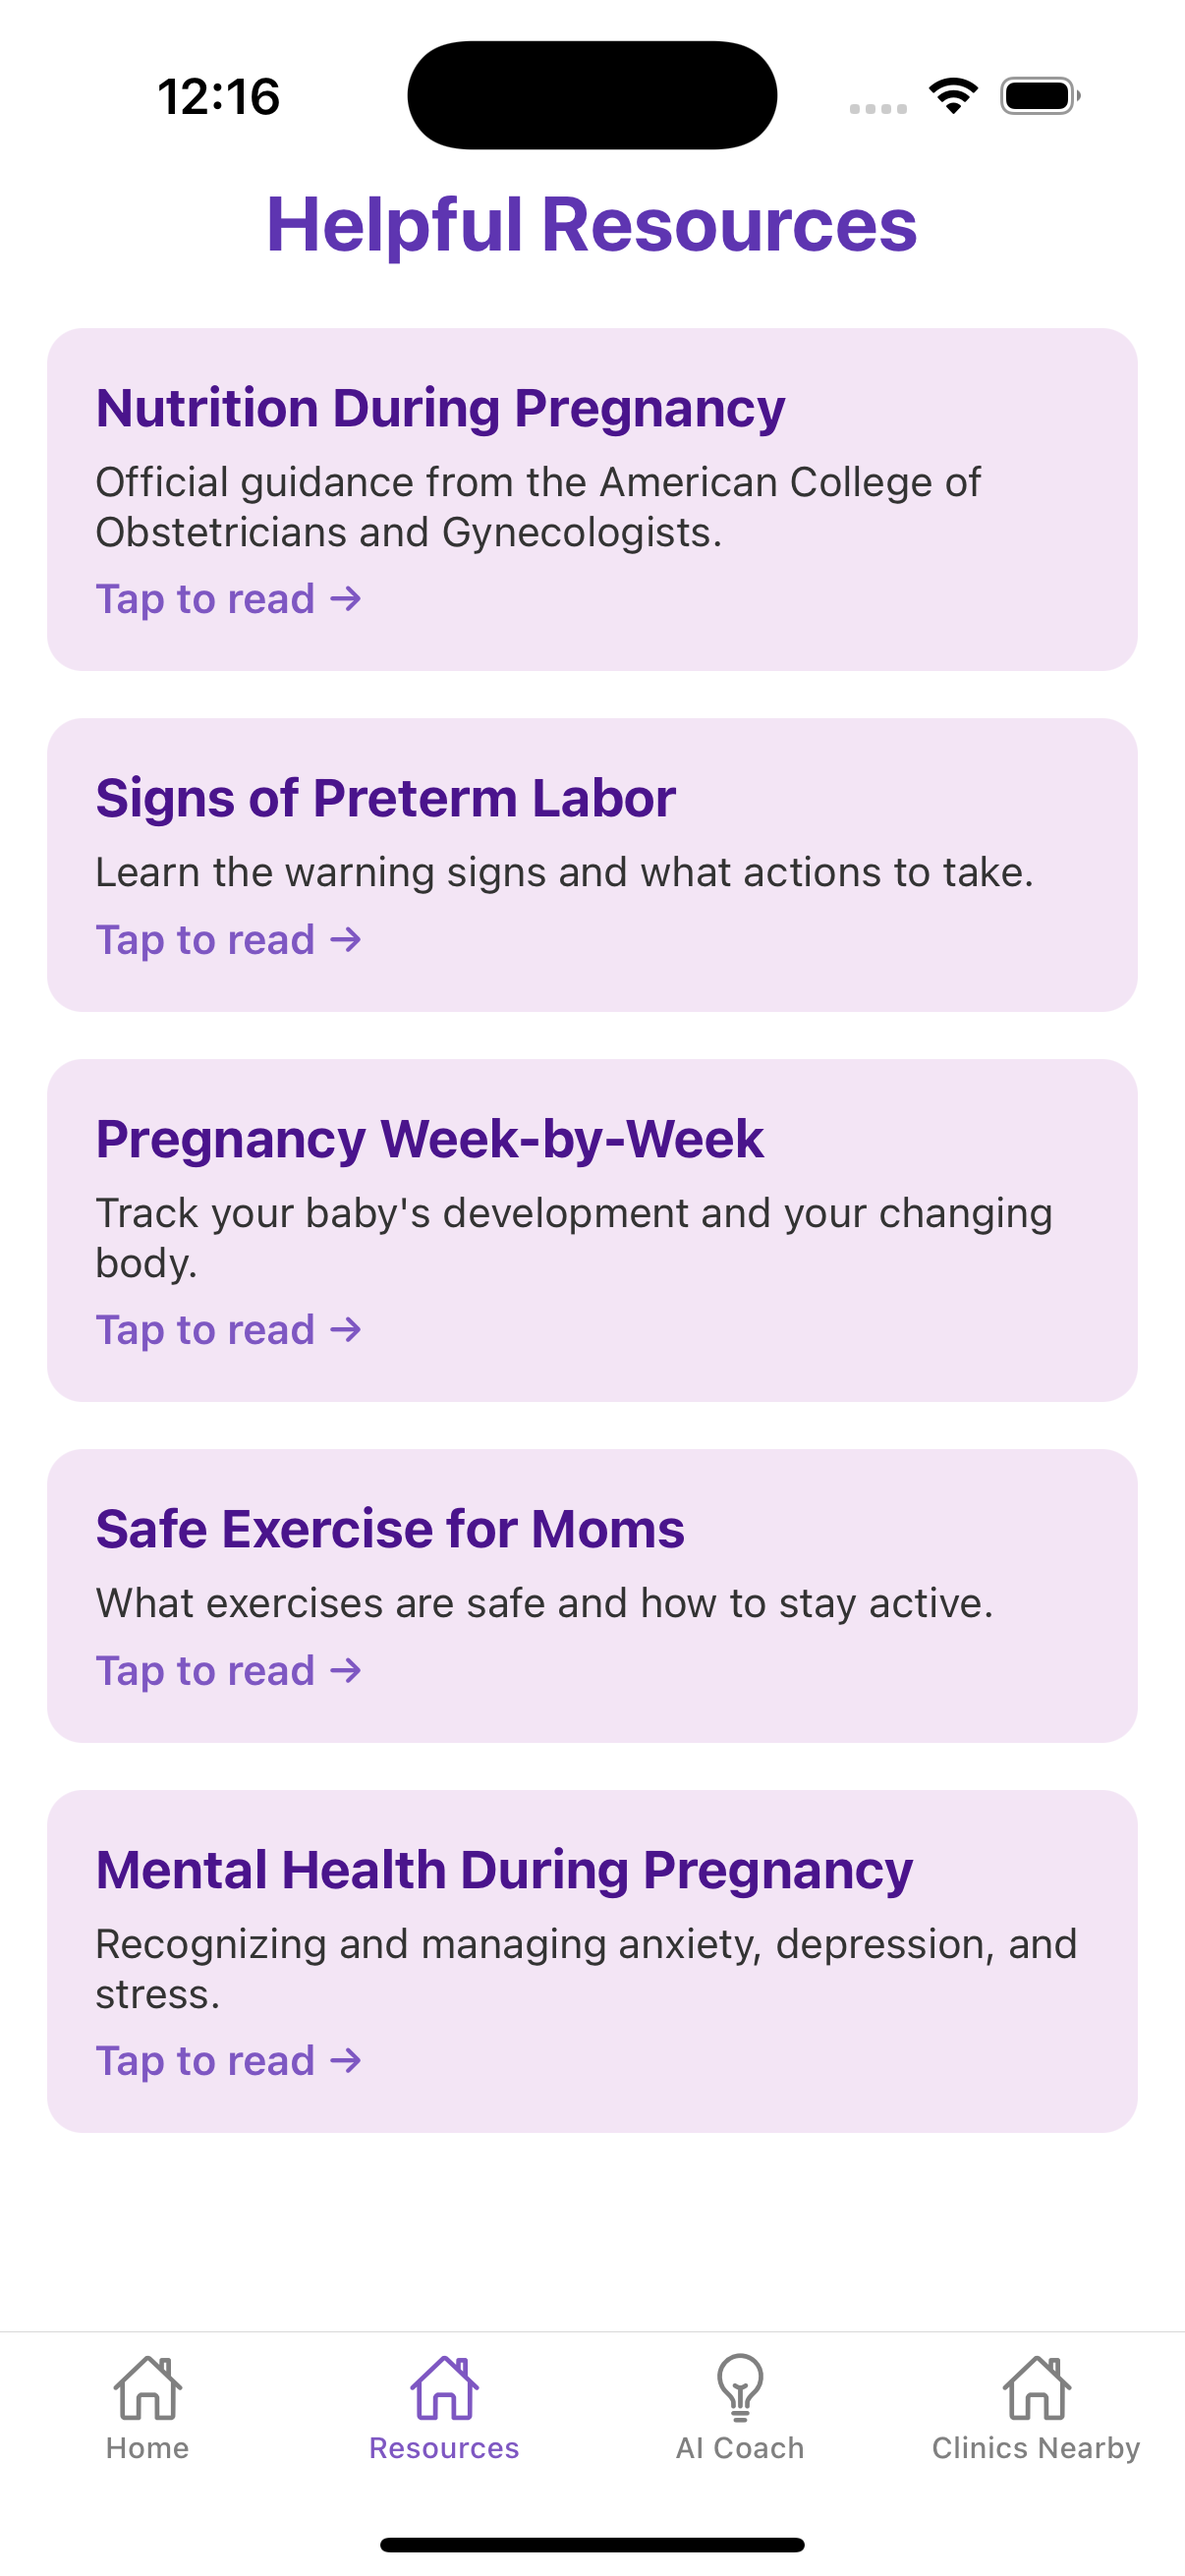 12:16
Helpful Resources
Nutrition During Pregnancy
Official guidance from the American College of
Obstetricians and Gynecologists.
Tap to read →
Signs of Preterm Labor
Learn the warning signs and what actions to take.
Tap to read →
Pregnancy Week-by-Week
Track your baby's development and your changing
body.
Tap to read →
Safe Exercise for Moms
What exercises are safe and how to stay active.
Tap to read →
Mental Health During Pregnancy
Recognizing and managing anxiety, depression, and
stress.
Tap to read →
Home
Resources
AI Coach
Clinics Nearby